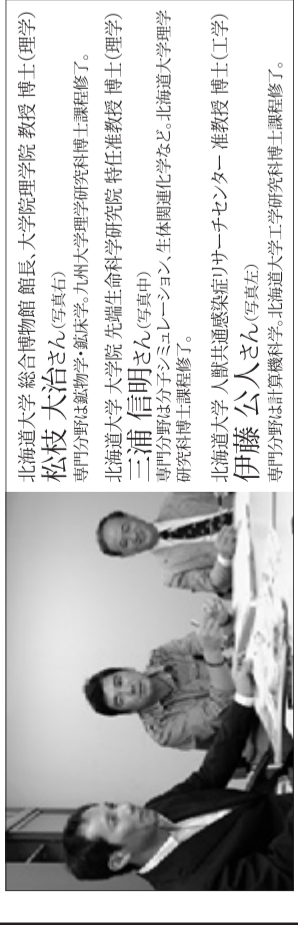 北海道大学 総合博物館 館長、大学院理学院 教授 博士(理学)
松枝 大治さん(写真右)
専門分野は鉱物学・鉱床学。九州大学理学研究科博士課程修了。
北海道大学 大学院 先端生命科学研究院 特任准教授 博士(理学)
三浦 信明さん(写真中)
専門分野は分子シミュレーション、生体関連化学など。北海道大学理学
研究科博士課程修了。
北海道大学 人獣共通感染症リサーチセンター 准教授 博士(工学)
伊藤 公人さん(写真左)
専門分野は計算機科学。北海道大学工学研究科博士課程修了。